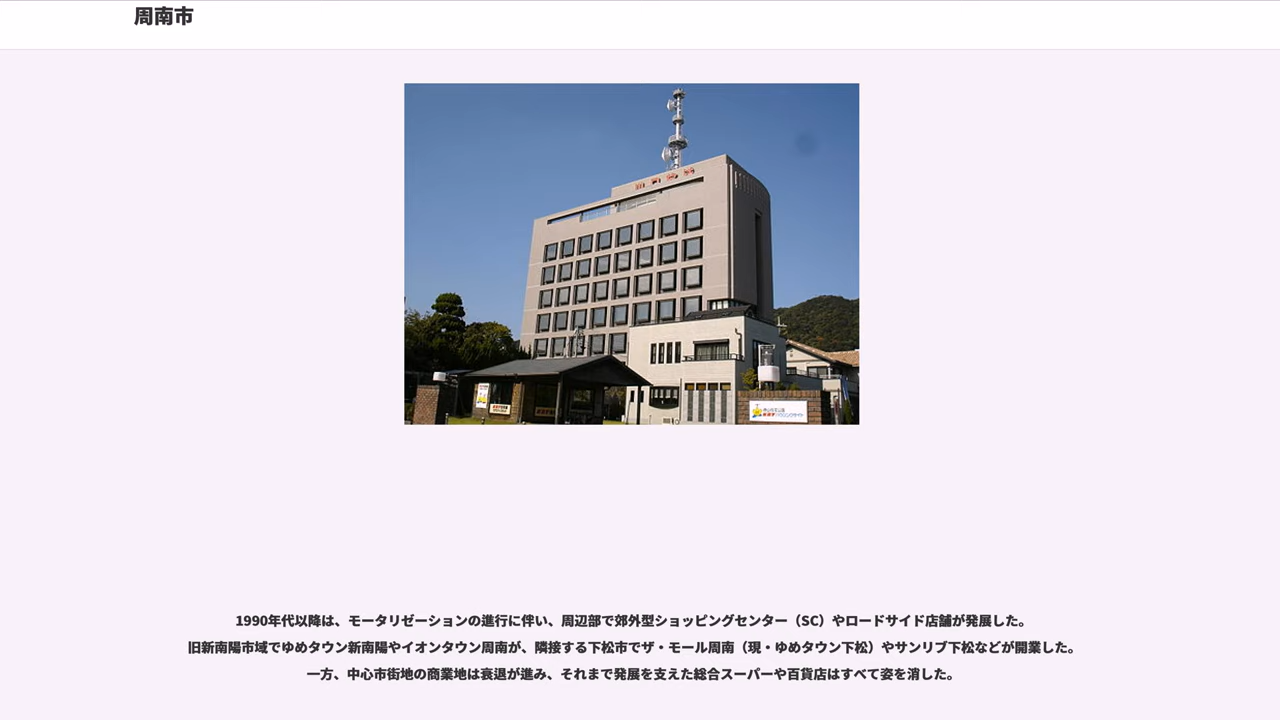 周南市
1990年代以降は、モータリゼーションの進行に伴い、周辺部で郊外型ショッピングセンター（SC）やロードサイド店舗が発展した。
旧新南陽市域でゆめタウン新南陽やイオンタウン周南が、隣接する下松市でザ・モール周南（現・ゆめタウン下松）やサンリブ下松などが開業した。
一方、中心市街地の商業地は衰退が進み、それまで発展を支えた総合スーパーや百貨店はすべて姿を消した。